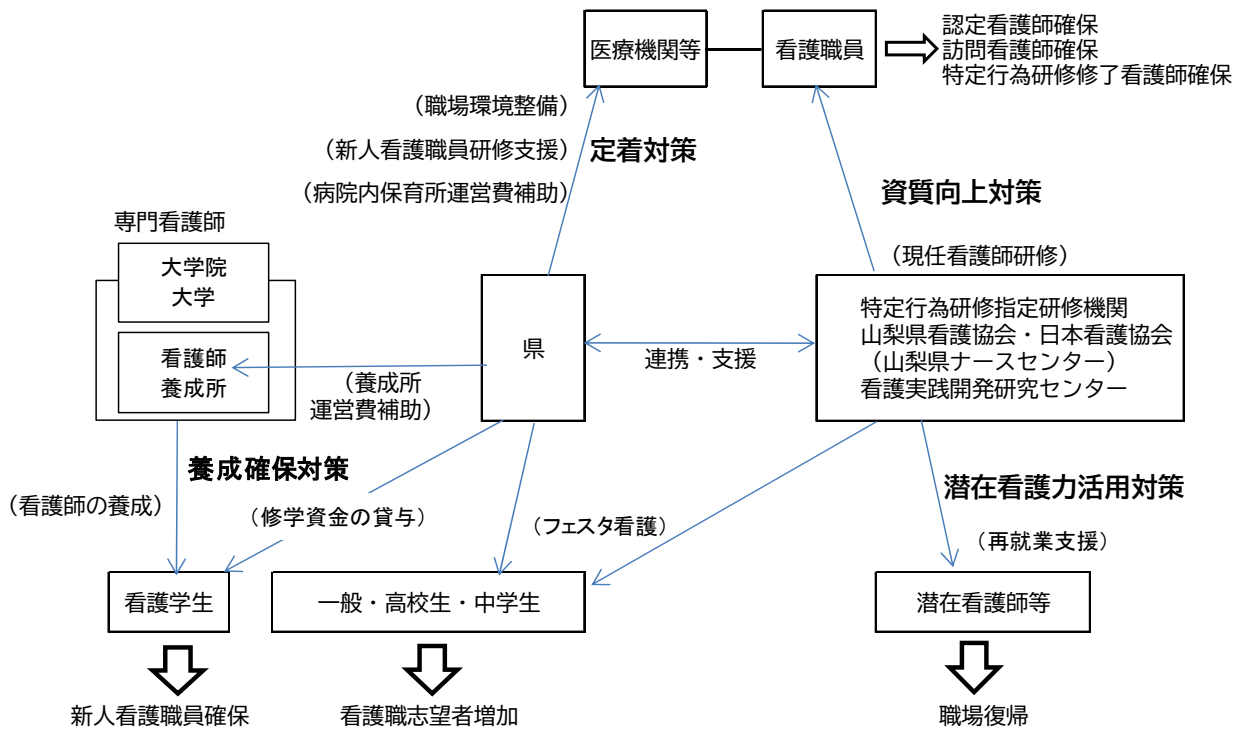 医療機関等
看護職員
認定看護師確保
訪問看護師確保
特定行為研修修了看護師確保
（職場環境整備）
（新人看護職員研修支援）
定着対策
（病院内保育所運営費補助）
資質向上対策
専門看護師
（現任看護師研修）
大学院
大学
看護師
養成所
県
連携・支援
特定行為研修指定研修機関
山梨県看護協会・日本看護協会
（山梨県ナースセンター）
看護実践開発研究センター
（養成所
運営費補助）
養成確保対策
（看護師の養成）
（修学資金の貸与）
（フェスタ看護）
潜在看護力活用対策
（再就業支援）
看護学生
一般・高校生・中学生
潜在看護師等
新人看護職員確保
看護職志望者増加
職場復帰